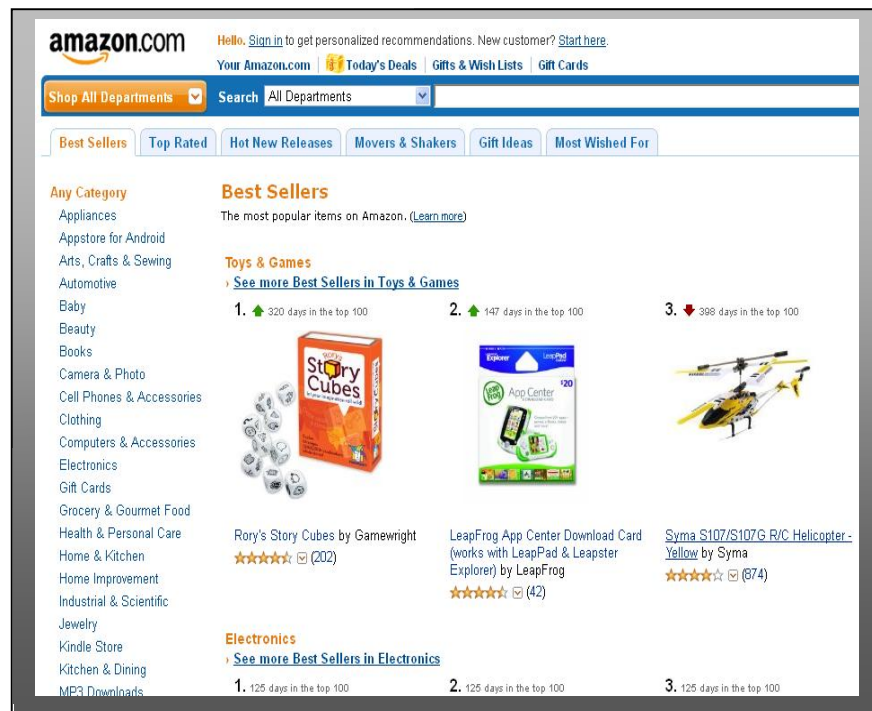 amazon.com
Hello. Sign in to get personalized recommendations. New customer? Start here.
Your Amazon.com Today's Deals Gifts & Wish Lists Gift Cards
Shop All Departments Search All Departments
Best Sellers Top Rated Hot New Releases Movers & Shakers Gift Ideas Most Wished For
Any Category
Appliances
Appstore for Android
Arts, Crafts & Sewing
Automotive
Baby
Beauty
Books
Camera & Photo
Cell Phones & Accessories
Clothing
Computers & Accessories
Electronics
Gift Cards
Grocery & Gourmet Food
Health & Personal Care
Home & Kitchen
Home Improvement
Industrial & Scientific
Jewelry
Kindle Store
Kitchen & Dining
MP3 Downloads
Best Sellers
The most popular items on Amazon. (Learn more)
Toys & Games
› See more Best Sellers in Toys & Games
1. 320 days in the top 100
Rory's
Story
Cubes
Rory's Story Cubes by Gamewright
(202)
2. 147 days in the top 100
Explorer LeapPad
$20
Leap
Frog
App Center
LeapFrog App Center Download Card
(works with LeapPad & Leapster
Explorer) by LeapFrog
(42)
3. 398 days in the top 100
Syma S107/S107G R/C Helicopter -
Yellow by Syma
(874)
Electronics
› See more Best Sellers in Electronics
1. 125 days in the top 100 2. 125 days in the top 100 3. 125 days in the top 100